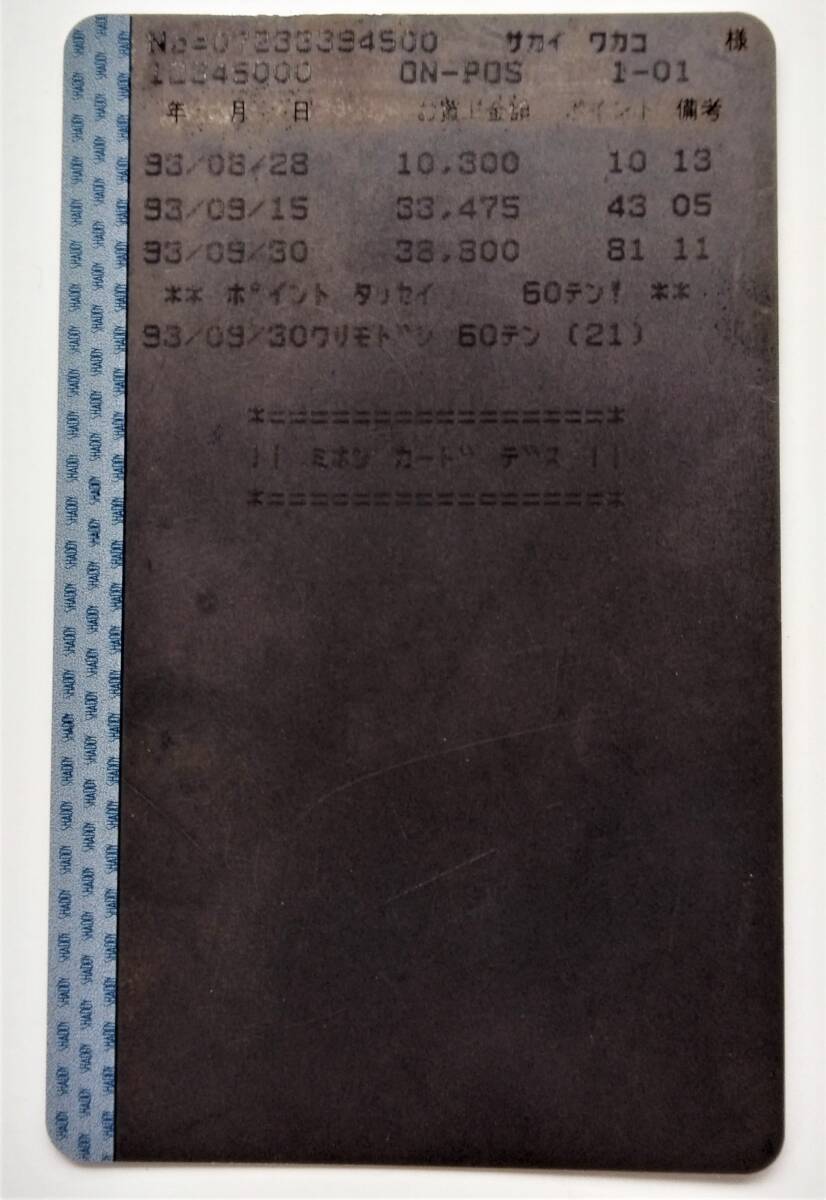 サカイ ワカコ 様
ON-POS 1-01
年 月 日 お買上金額 ポイント 備考
93/08/28 10,300 10 13
93/09/15 33,475 43 05
93/09/30 38,800 81 11
** ポイント タッセイ 60テン! **
93/09/30ワリモドシ 60テン (21)
*==================*
!! ミホン カード デス !!
*==================*
SHADDY